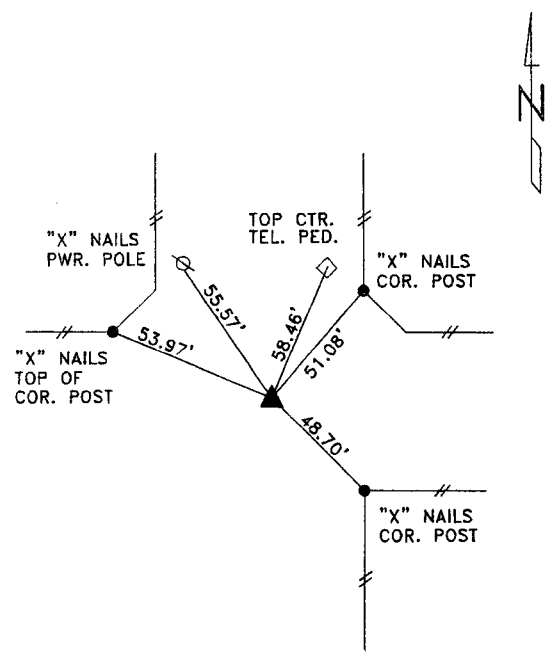 N
TOP CTR.
TEL. PED.
"X" NAILS
PWR. POLE
"X" NAILS
COR. POST
55.57'
58.46'
51.08'
53.97'
"X" NAILS
TOP OF
COR. POST
48.70'
"X" NAILS
COR. POST